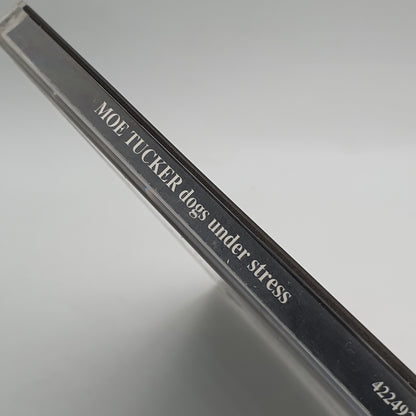 MOE TUCKER dogs under stress